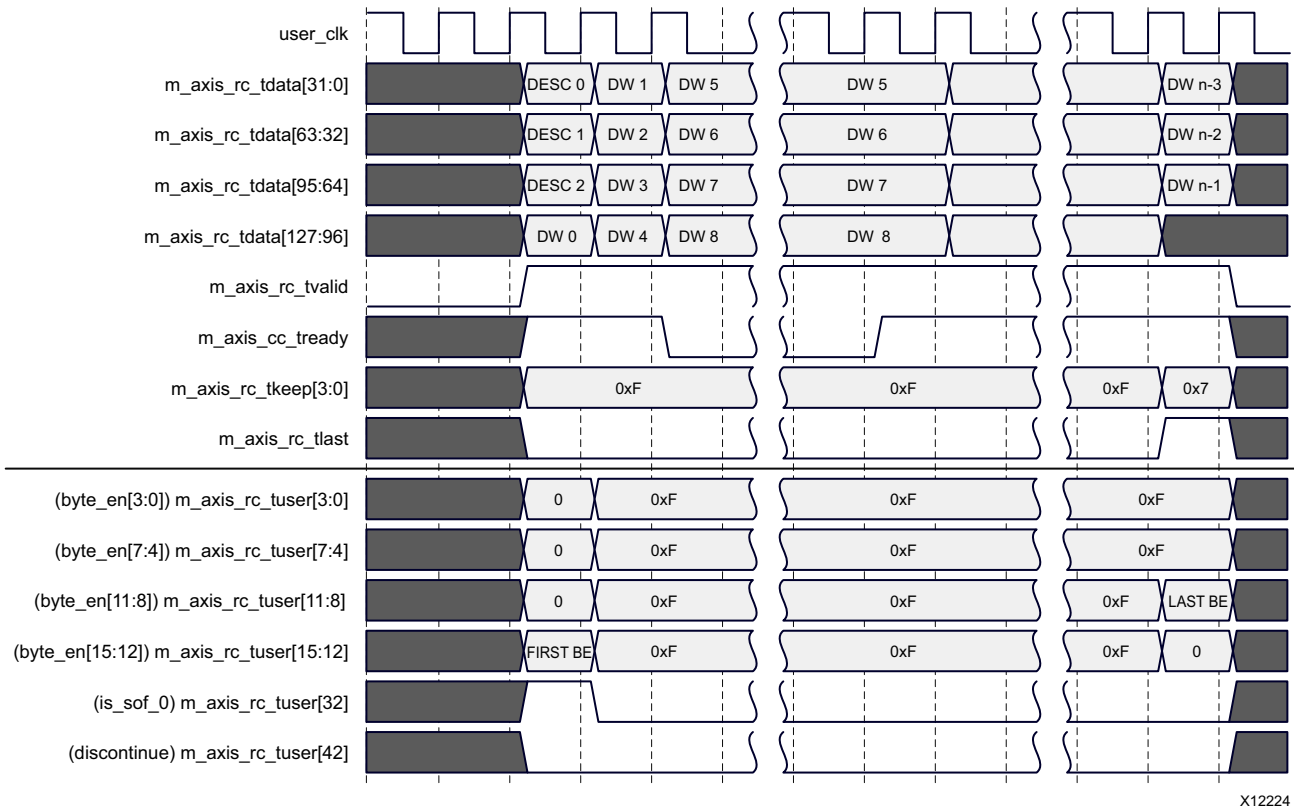 user_clk
m_axis_rc_tdata[31:0] DESC 0 DW 1 DW 5 DW 5 DW n-3
m_axis_rc_tdata[63:32] DESC 1 DW 2 DW 6 DW 6 DW n-2
m_axis_rc_tdata[95:64] DESC 2 DW 3 DW 7 DW 7 DW n-1
m_axis_rc_tdata[127:96] DW 0 DW 4 DW 8 DW 8
m_axis_rc_tvalid
m_axis_cc_tready
m_axis_rc_tkeep[3:0] 0xF 0xF 0xF 0x7
m_axis_rc_tlast
(byte_en[3:0]) m_axis_rc_tuser[3:0] 0 0xF 0xF 0xF
(byte_en[7:4]) m_axis_rc_tuser[7:4] 0 0xF 0xF 0xF
(byte_en[11:8]) m_axis_rc_tuser[11:8] 0 0xF 0xF 0xF LAST BE
(byte_en[15:12]) m_axis_rc_tuser[15:12] FIRST BE 0xF 0xF 0xF 0
(is_sof_0) m_axis_rc_tuser[32]
(discontinue) m_axis_rc_tuser[42]
X12224